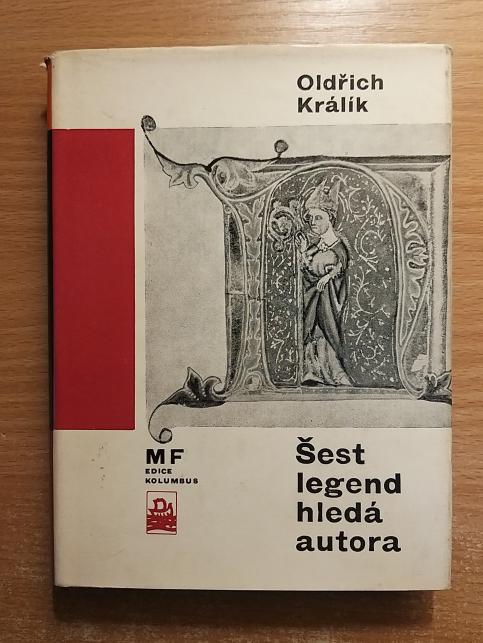 Oldřich
Králík
MF
EDICE
KOLUMBUS
Šest
legend
hledá
autora